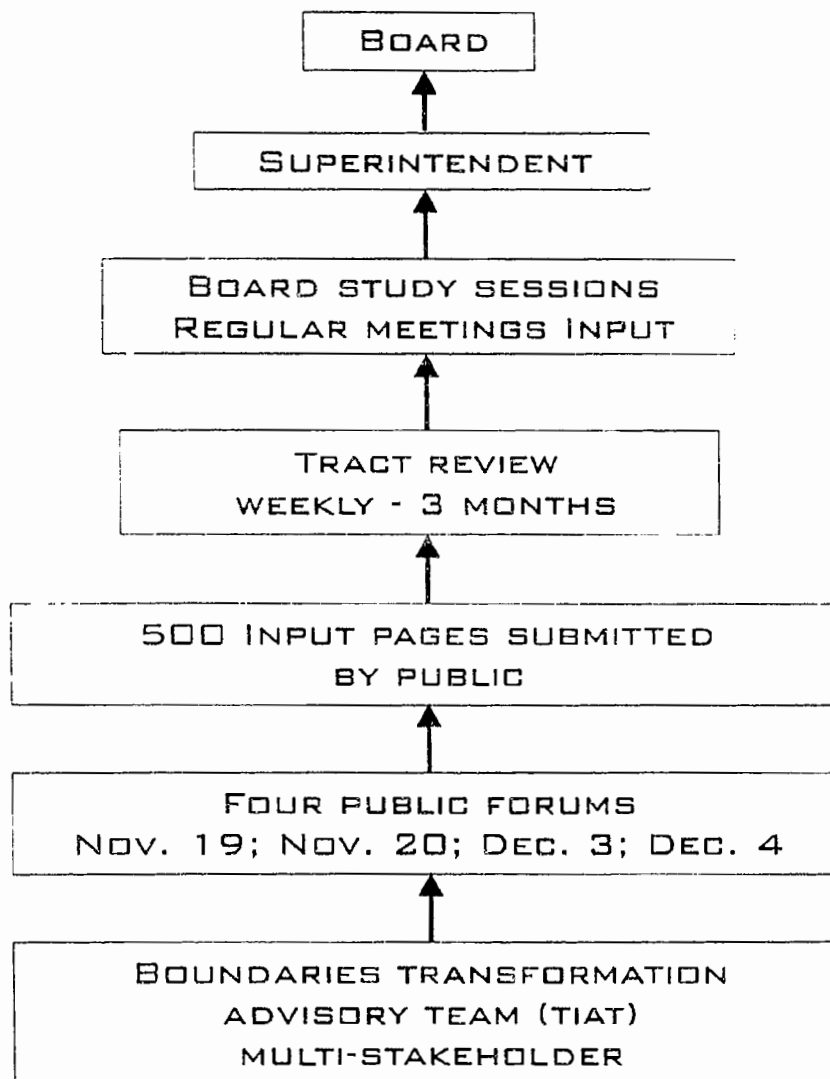 BOARD
SUPERINTENDENT
BOARD STUDY SESSIONS
REGULAR MEETINGS INPUT
TRACT REVIEW
WEEKLY - 3 MONTHS
500 INPUT PAGES SUBMITTED
BY PUBLIC
FOUR PUBLIC FORUMS
NOV. 19; NOV. 20; DEC. 3; DEC. 4
BOUNDARIES TRANSFORMATION
ADVISORY TEAM (TIAT)
MULTI-STAKEHOLDER